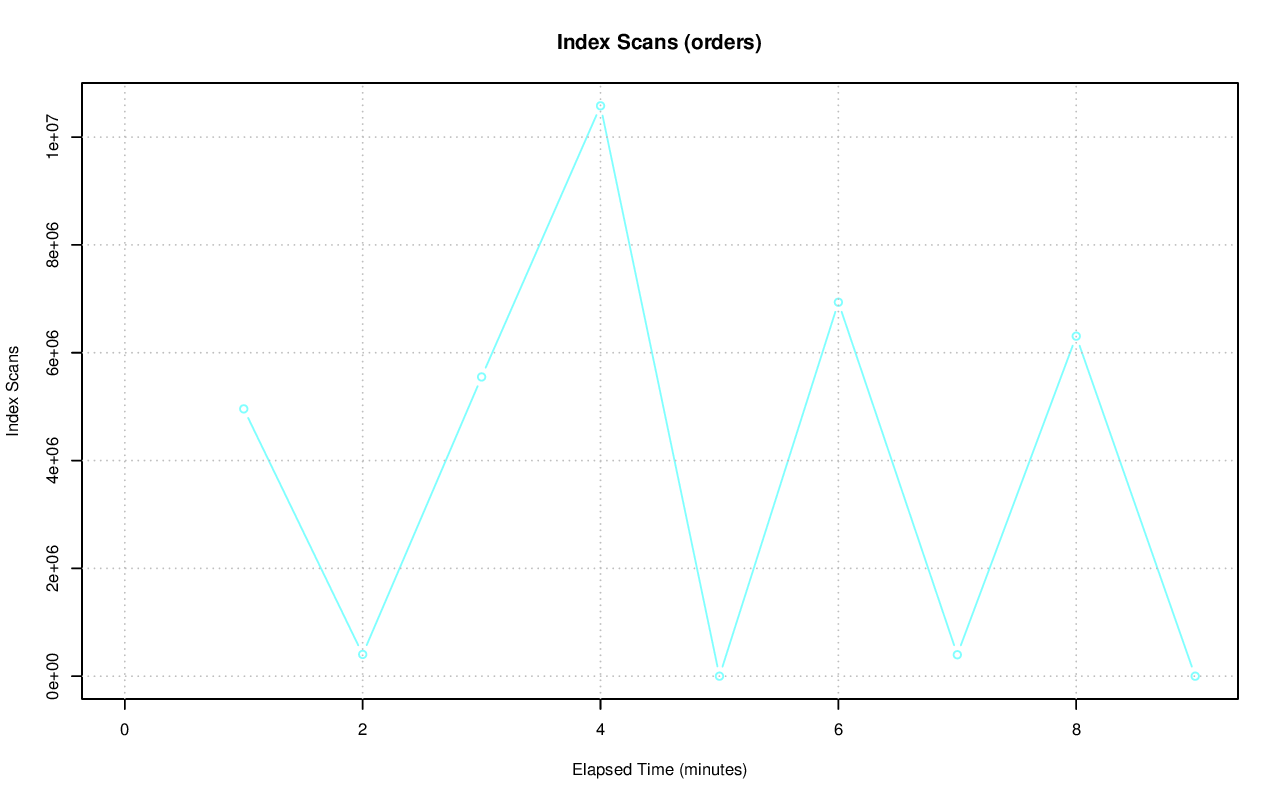 Index Scans (orders)
1e+07
8e+06
6e+06
4e+06
2e+06
0e+00
Index Scans
0 2 4 6 8
Elapsed Time (minutes)